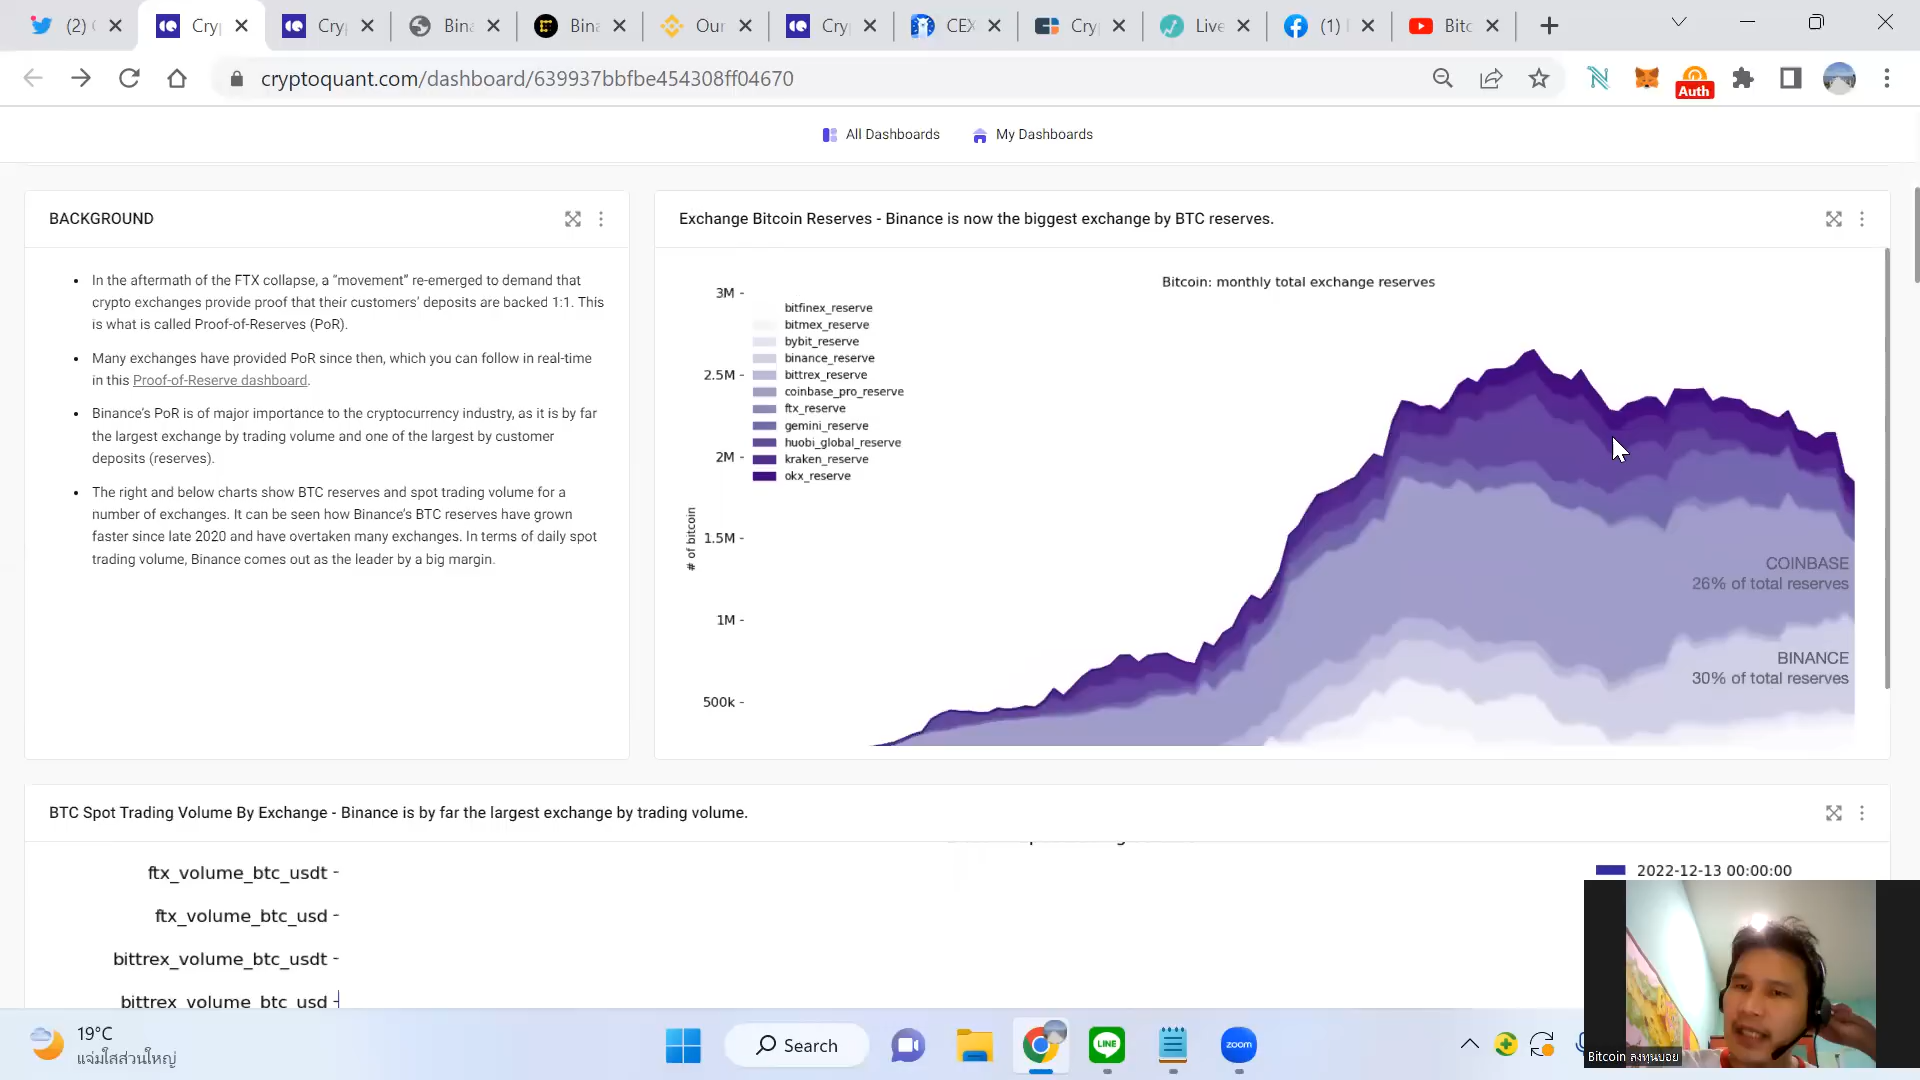 (2)
Cry
Cry
Bina
Bina
Our
Cry
CEX
Cry
Live
(1)
Bitc
cryptoquant.com/dashboard/639937bbfbe454308ff04670
Auth
All Dashboards
My Dashboards
BACKGROUND
In the aftermath of the FTX collapse, a “movement” re-emerged to demand that
crypto exchanges provide proof that their customers' deposits are backed 1:1. This
is what is called Proof-of-Reserves (PoR).
Many exchanges have provided PoR since then, which you can follow in real-time
in this Proof-of-Reserve dashboard.
Binance’s PoR is of major importance to the cryptocurrency industry, as it is by far
the largest exchange by trading volume and one of the largest by customer
deposits (reserves).
The right and below charts show BTC reserves and spot trading volume for a
number of exchanges. It can be seen how Binance’s BTC reserves have grown
faster since late 2020 and have overtaken many exchanges. In terms of daily spot
trading volume, Binance comes out as the leader by a big margin.
Exchange Bitcoin Reserves - Binance is now the biggest exchange by BTC reserves.
Bitcoin: monthly total exchange reserves
3M -
2.5M -
2M -
1.5M -
1M -
500k -
# of bitcoin
bitfinex_reserve
bitmex_reserve
bybit_reserve
binance_reserve
bittrex_reserve
coinbase_pro_reserve
ftx_reserve
gemini_reserve
huobi_global_reserve
kraken_reserve
okx_reserve
COINBASE
26% of total reserves
BINANCE
30% of total reserves
BTC Spot Trading Volume By Exchange - Binance is by far the largest exchange by trading volume.
ftx_volume_btc_usdt -
ftx_volume_btc_usd -
bittrex_volume_btc_usdt -
bittrex_volume_btc_usd -
2022-12-13 00:00:00
Bitcoin ลงทุนบอย
19°C
แจ่มใสส่วนใหญ่
Search
LINE
zoom